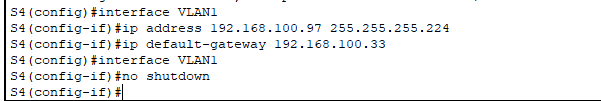 S4(config)#interface VLAN1
S4(config-if)#ip address 192.168.100.97 255.255.255.224
S4(config-if)#ip default-gateway 192.168.100.33
S4(config)#interface VLAN1
S4(config-if)#no shutdown
S4(config-if)#